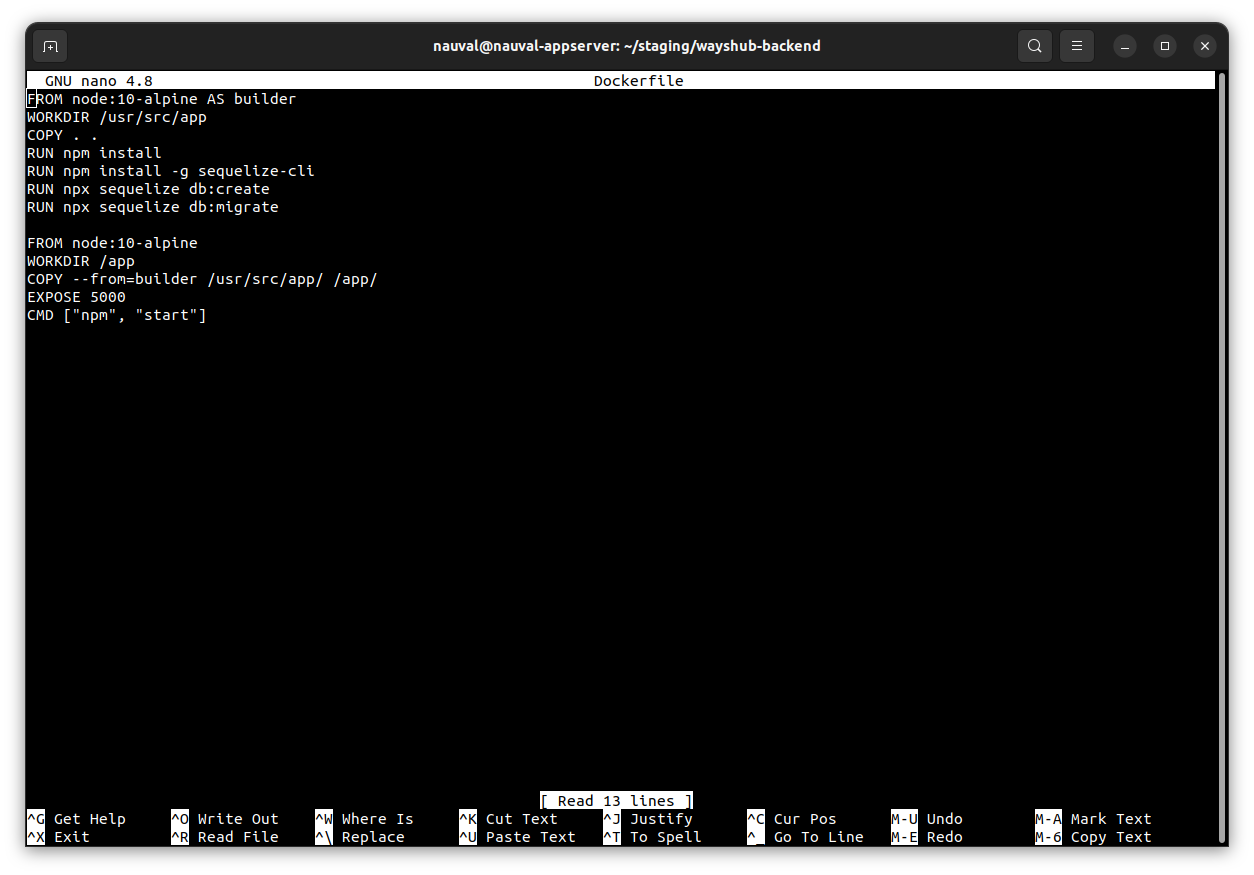 nauval@nauval-appserver: ~/staging/wayshub-backend
GNU nano 4.8 Dockerfile
FROM node:10-alpine AS builder
WORKDIR /usr/src/app
COPY . .
RUN npm install
RUN npm install -g sequelize-cli
RUN npx sequelize db:create
RUN npx sequelize db:migrate

FROM node:10-alpine
WORKDIR /app
COPY --from=builder /usr/src/app/ /app/
EXPOSE 5000
CMD ["npm", "start"]
[ Read 13 lines ]
^G Get Help ^O Write Out ^W Where Is ^K Cut Text ^J Justify ^C Cur Pos M-U Undo M-A Mark Text
^X Exit ^R Read File ^\ Replace ^U Paste Text ^T To Spell ^_ Go To Line M-E Redo M-6 Copy Text